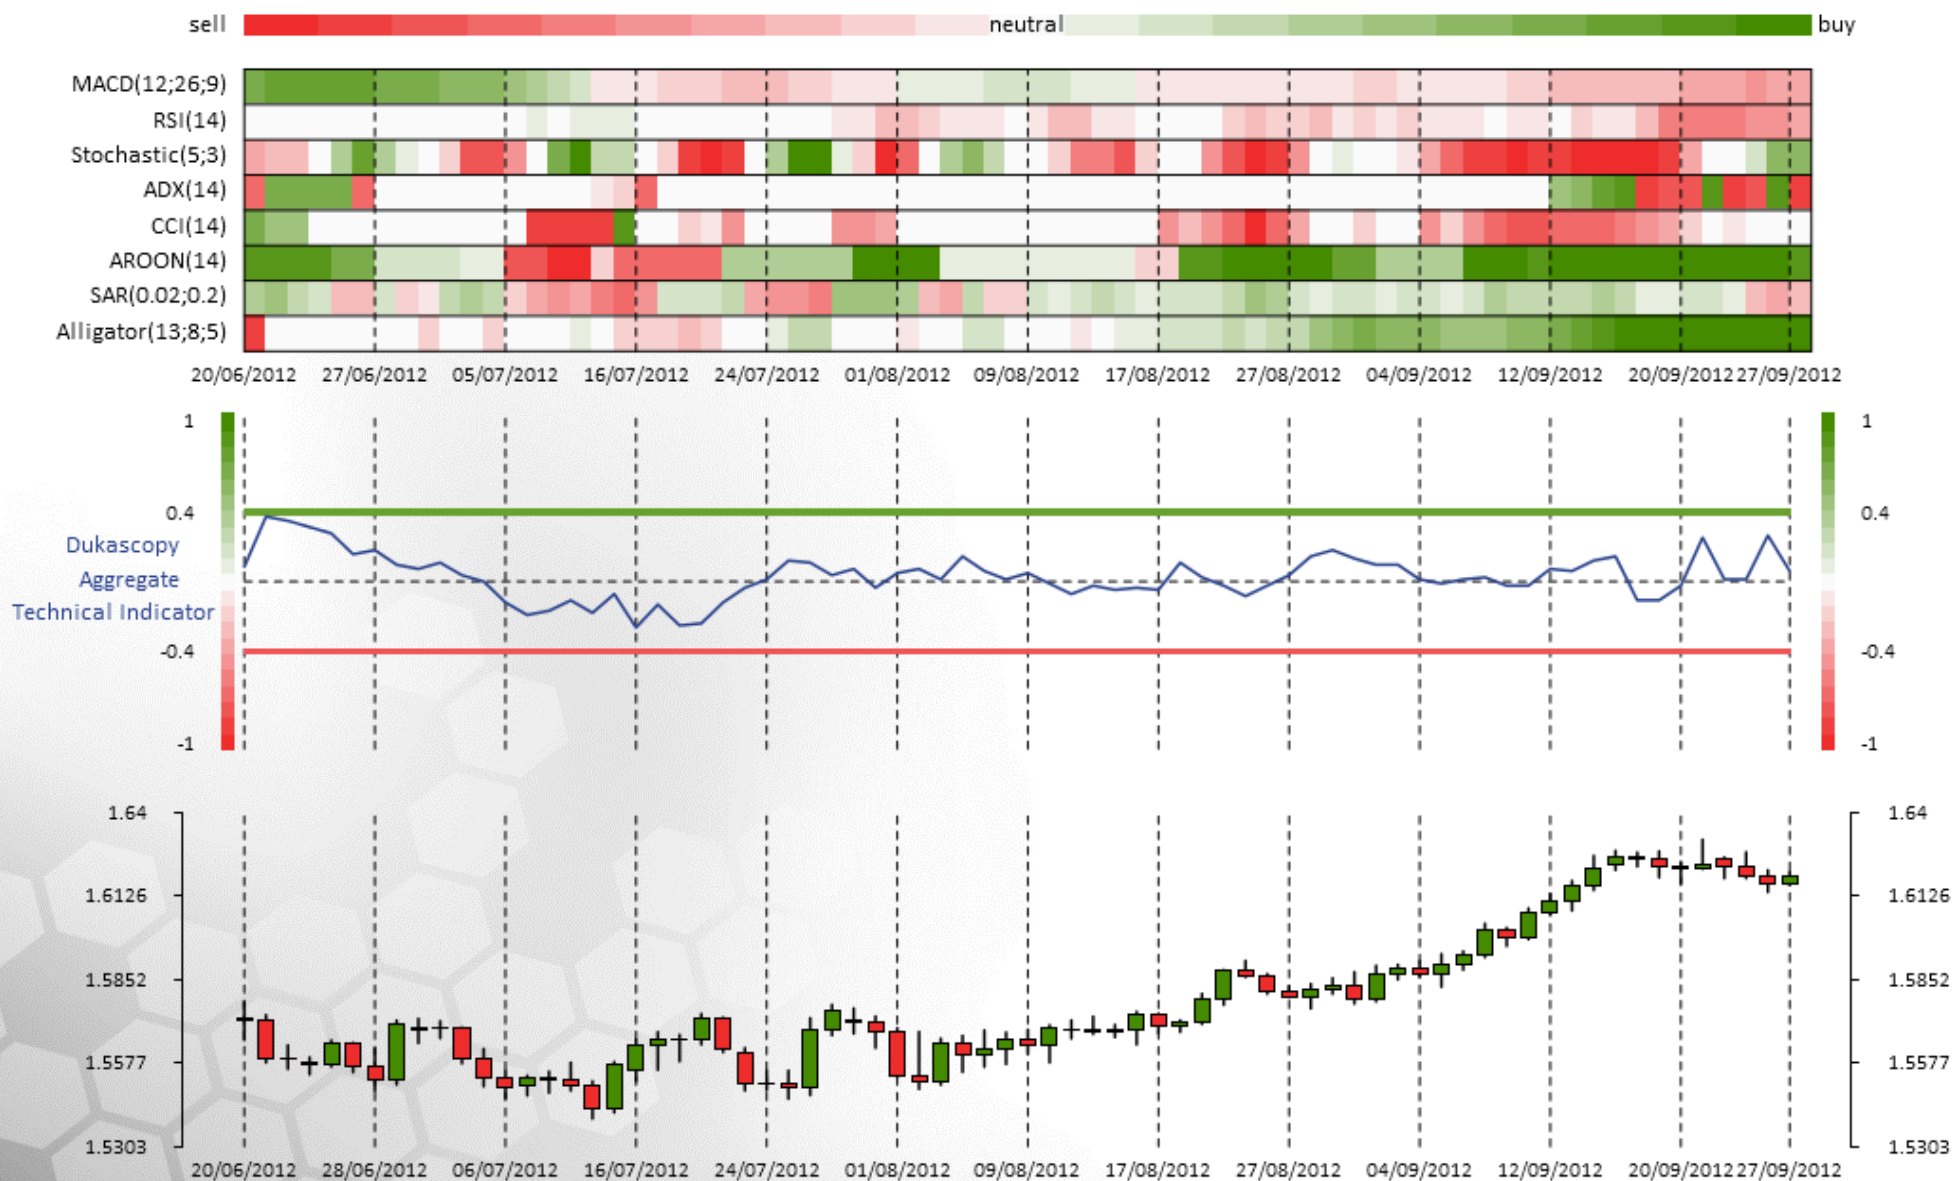 sell neutral buy
MACD(12;26;9)
RSI(14)
Stochastic(5;3)
ADX(14)
CCI(14)
AROON(14)
SAR(0.02;0.2)
Alligator(13;8;5)
20/06/2012 27/06/2012 05/07/2012 16/07/2012 24/07/2012 01/08/2012 09/08/2012 17/08/2012 27/08/2012 04/09/2012 12/09/2012 20/09/2012 27/09/2012
1 1
0.4 0.4
Dukascopy
Aggregate
Technical Indicator
-0.4 -0.4
-1 -1
1.64 1.64
1.6126 1.6126
1.5852 1.5852
1.5577 1.5577
1.5303 1.5303
20/06/2012 28/06/2012 06/07/2012 16/07/2012 24/07/2012 01/08/2012 09/08/2012 17/08/2012 27/08/2012 04/09/2012 12/09/2012 20/09/2012 27/09/2012